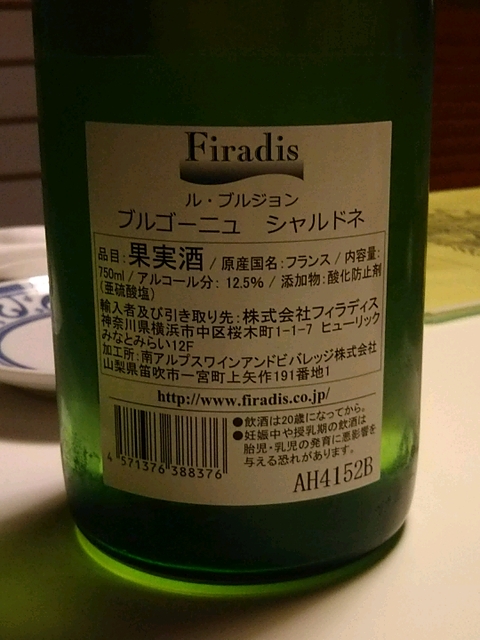 Firadis
ル・ブルジョン
ブルゴーニュ シャルドネ
品目:果実酒 / 原産国名:フランス / 内容量:
750ml / アルコール分: 12.5% / 添加物:酸化防止剤
(亜硫酸塩)
輸入者及び引き取り先:株式会社フィラディス
神奈川県横浜市中区桜木町1-1-7 ヒューリック
みなとみらい12F
加工所:南アルプスワインアンドビバレッジ株式会社
山梨県笛吹市一宮町上矢作191番地1
http://www.firadis.co.jp/
●飲酒は20歳になってから。
●妊娠中や授乳期の飲酒は
胎児・乳児の発育に悪影響を
与える恐れがあります。
4 571376 388376
AH4152B